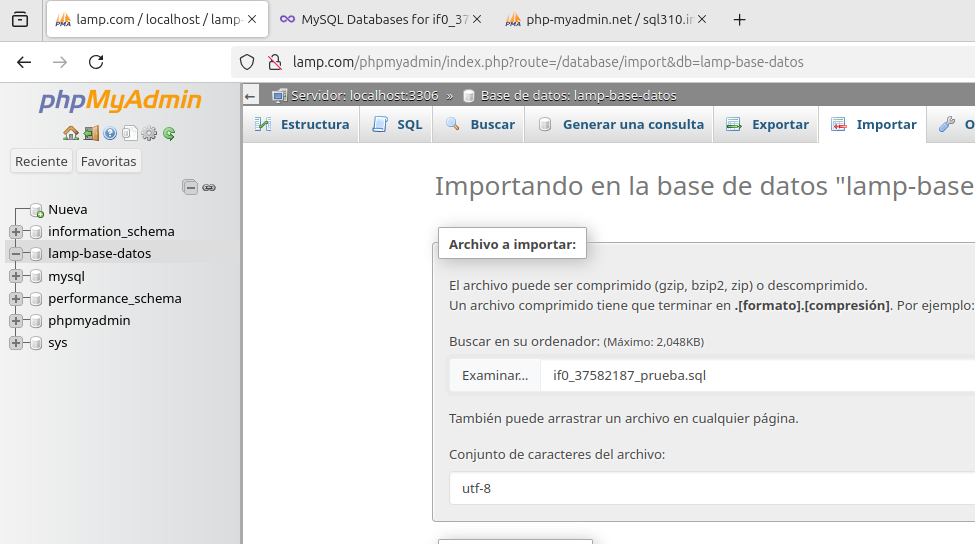 lamp.com / localhost / lamp-
MySQL Databases for if0_37
php-myadmin.net / sql310.in
lamp.com/phpmyadmin/index.php?route=/database/import&db=lamp-base-datos
phpMyAdmin
Reciente
Favoritas
Nueva
information_schema
lamp-base-datos
mysql
performance_schema
phpmyadmin
sys
Servidor: localhost:3306 » Base de datos: lamp-base-datos
Estructura
SQL
Buscar
Generar una consulta
Exportar
Importar
O
Importando en la base de datos "lamp-base
Archivo a importar:
El archivo puede ser comprimido (gzip, bzip2, zip) o descomprimido.
Un archivo comprimido tiene que terminar en .[formato].[compresión]. Por ejemplo:
Buscar en su ordenador: (Máximo: 2,048KB)
Examinar... if0_37582187_prueba.sql
También puede arrastrar un archivo en cualquier página.
Conjunto de caracteres del archivo:
utf-8